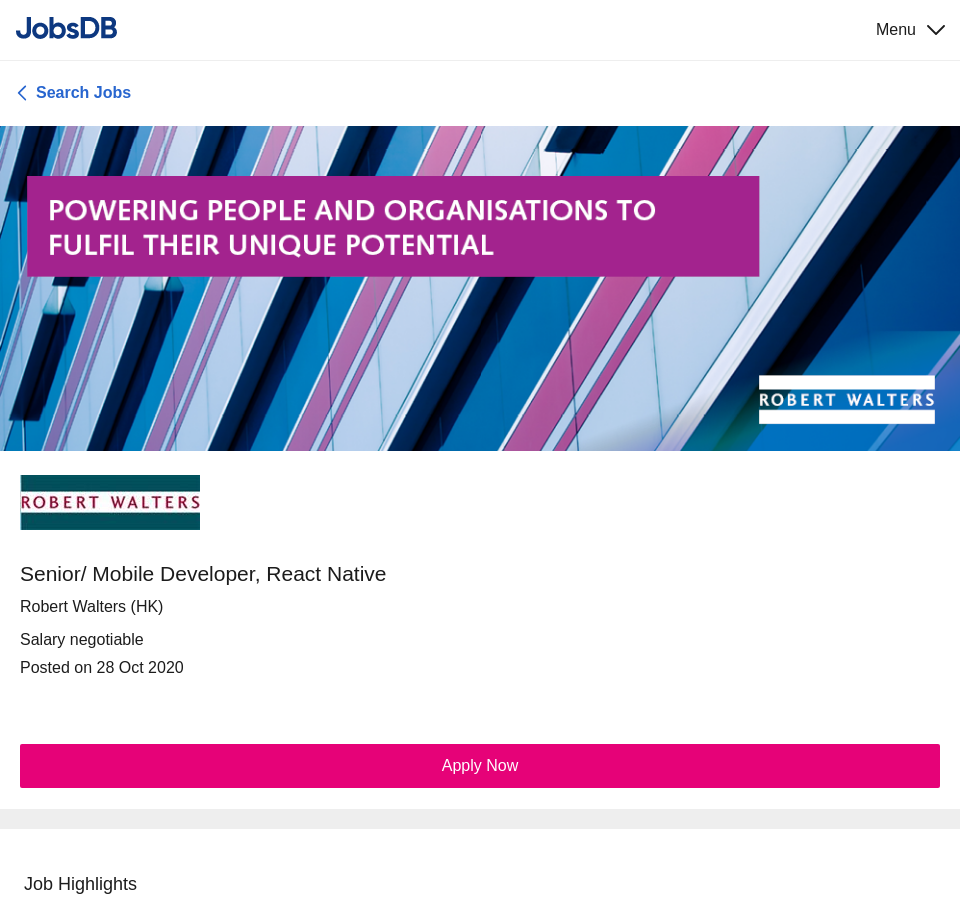 JobsDB
Menu
Search Jobs
POWERING PEOPLE AND ORGANISATIONS TO
FULFIL THEIR UNIQUE POTENTIAL
ROBERT WALTERS
ROBERT WALTERS
Senior/ Mobile Developer, React Native
Robert Walters (HK)
Salary negotiable
Posted on 28 Oct 2020
Apply Now
Job Highlights